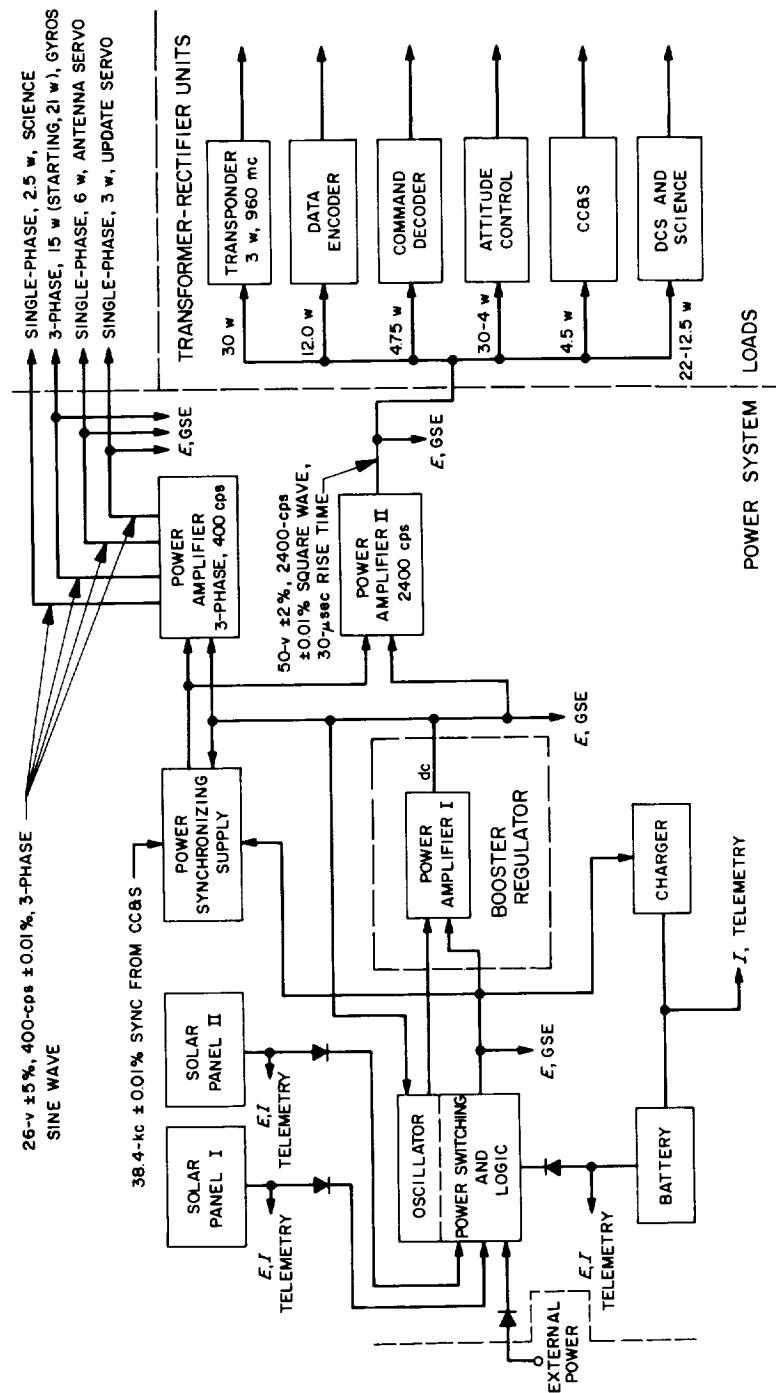 26-v ±5%, 400-cps ±0.01%, 3-PHASE
SINE WAVE
SINGLE-PHASE, 2.5 w, SCIENCE
3-PHASE, 15 w (STARTING, 21 w), GYROS
SINGLE-PHASE, 6 w, ANTENNA SERVO
SINGLE-PHASE, 3 w, UPDATE SERVO
38.4-kc ±0.01% SYNC FROM CC&S
POWER
SYNCHRONIZING
SUPPLY
POWER
AMPLIFIER
3-PHASE, 400 cps
E, GSE
TRANSFORMER-RECTIFIER UNITS
SOLAR
PANEL I
E,I
TELEMETRY
SOLAR
PANEL II
E,I
TELEMETRY
50-v ±2%, 2400-cps
±0.01% SQUARE WAVE,
30-μsec RISE TIME
POWER
AMPLIFIER II
2400 cps
E, GSE
30 w
TRANSPONDER
3 w, 960 mc
12.0 w
DATA
ENCODER
4.75 w
COMMAND
DECODER
30-4 w
ATTITUDE
CONTROL
4.5 w
CC&S
22-12.5 w
DCS AND
SCIENCE
OSCILLATOR
POWER SWITCHING
AND
LOGIC
POWER
AMPLIFIER I
dc
BOOSTER
REGULATOR
E, GSE
E, GSE
EXTERNAL
POWER
E,I
TELEMETRY
BATTERY
CHARGER
I, TELEMETRY
POWER SYSTEM
LOADS